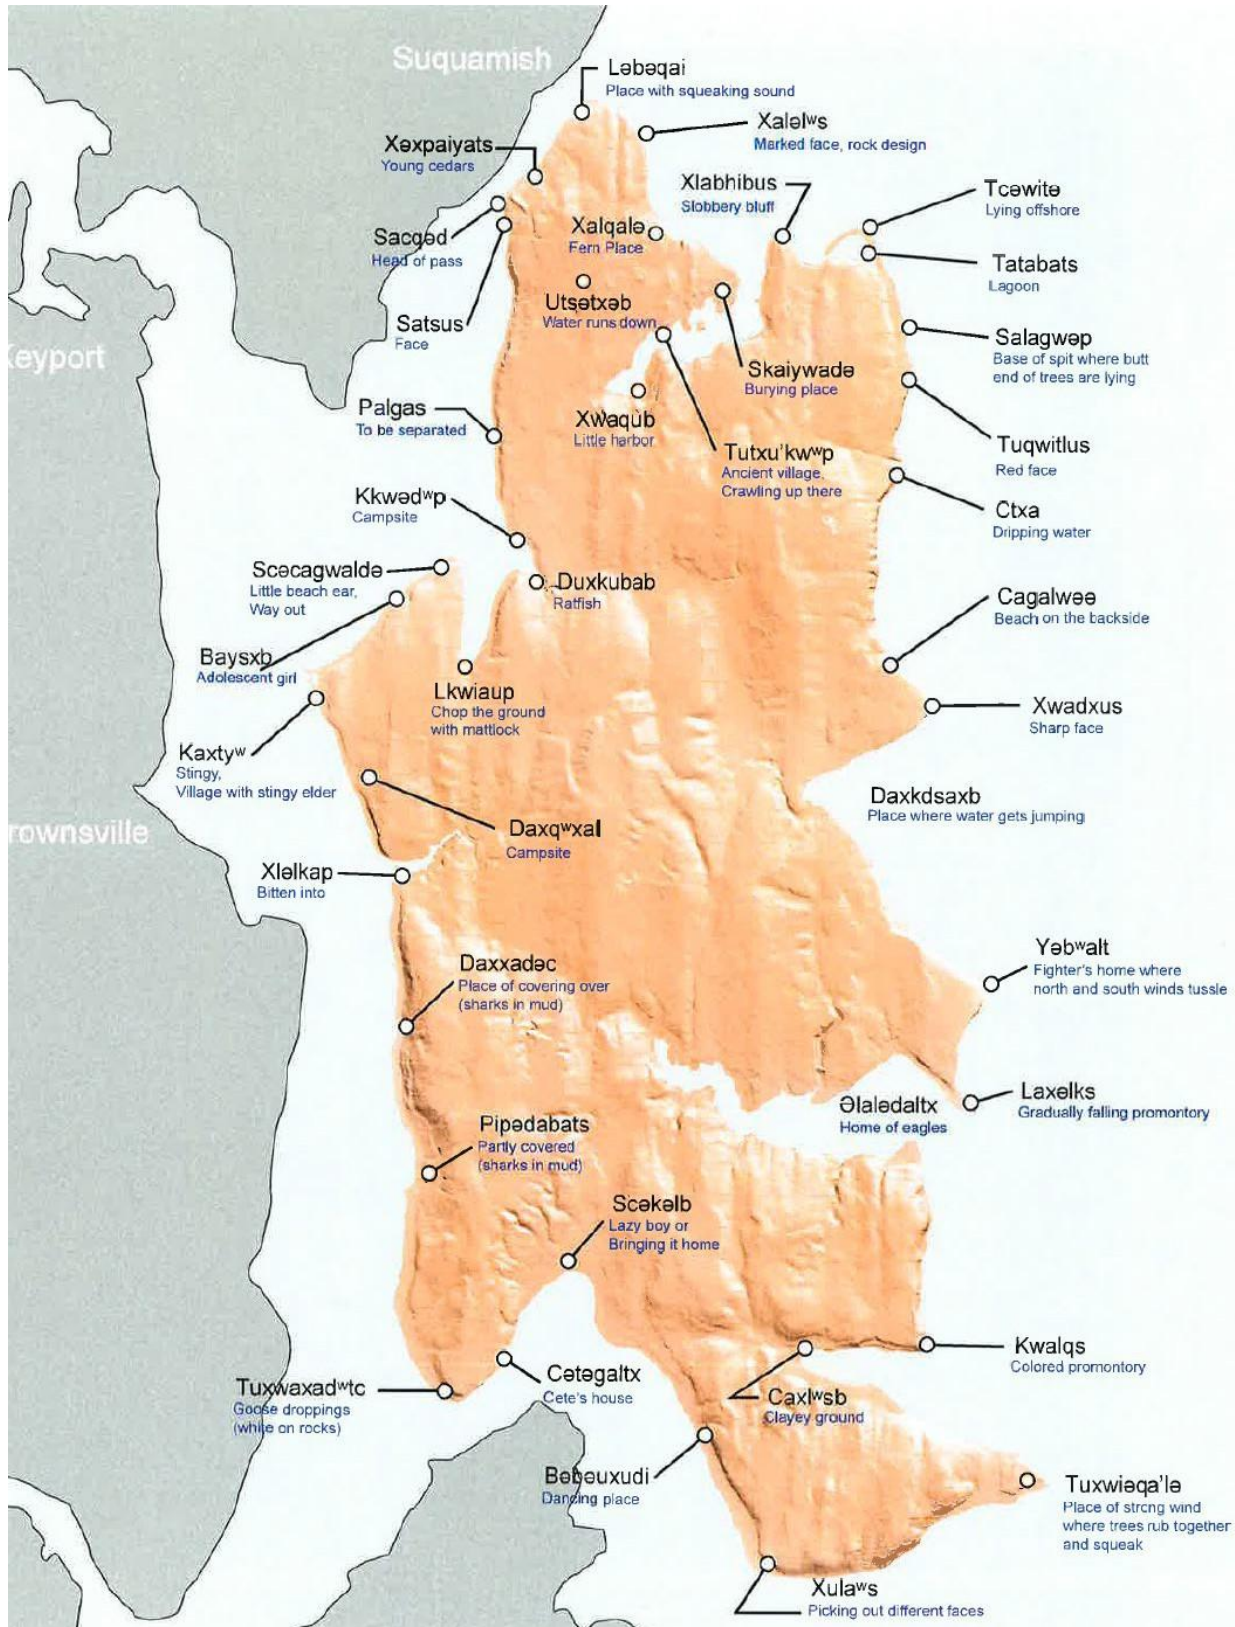 Suquamish
Ləbəqai
Place with squeaking sound
Xaləlʷs
Marked face, rock design
Xəxpaiyats
Young cedars
Xlabhibus
Slobbery bluff
Tcəwitə
Lying offshore
Sacqəd
Head of pass
Xalqalə
Fern Place
Tatabats
Lagoon
Utsətxəb
Water runs down
Satsus
Face
Salagwəp
Base of spit where butt
end of trees are lying
Keyport
Skaiywadə
Burying place
Palgas
To be separated
Xwaqub
Little harbor
Tutxu'kwʷp
Ancient village,
Crawling up there
Tuqwitlus
Red face
Kkwədʷp
Campsite
Ctxa
Dripping water
Scəcagwaldə
Little beach ear,
Way out
Duxkubab
Ratfish
Cagalwəə
Beach on the backside
Baysxb
Adolescent girl
Lkwiaup
Chop the ground
with mattlock
Xwadxus
Sharp face
Kaxtyʷ
Stingy,
Village with stingy elder
Daxkdsaxb
Place where water gets jumping
rownsville
Daxqʷxal
Campsite
Xləlkap
Bitten into
Yəbʷalt
Fighter's home where
north and south winds tussle
Daxxadəc
Place of covering over
(sharks in mud)
Əlalədaltx
Home of eagles
Laxəlks
Gradually falling promontory
Pipədabats
Partly covered
(sharks in mud)
Scəkəlb
Lazy boy or
Bringing it home
Kwalqs
Colored promontory
Tuxwaxadʷtc
Goose droppings
(white on rocks)
Cətəgaltx
Cete's house
Caxlʷsb
Clayey ground
Bəbəuxudi
Dancing place
Tuxwiəqa'lə
Place of strong wind
where trees rub together
and squeak
Xulaʷs
Picking out different faces